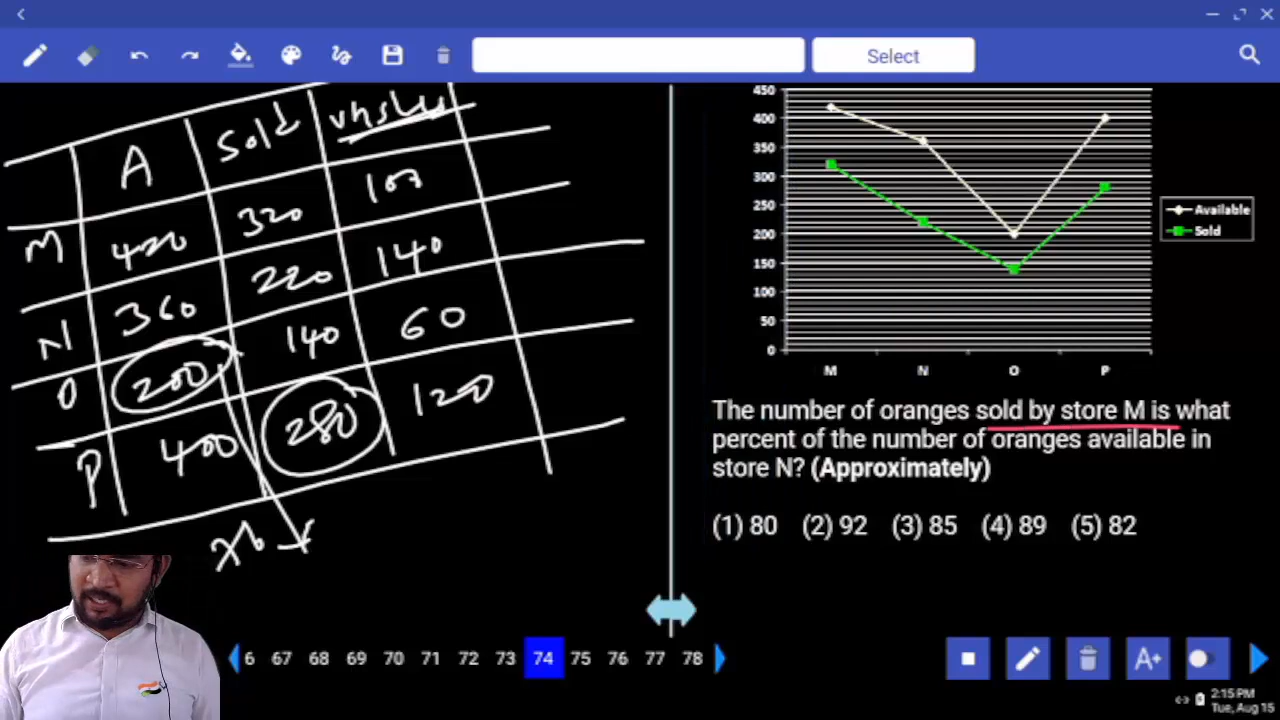 Select
A Sold
M 420 320 100
N 360 220 140
O 200 140 60
P 400 280 120
450
400
350
300
250
200
150
100
50
0
M N O P
Available
Sold
The number of oranges sold by store M is what
percent of the number of oranges available in
store N? (Approximately)
(1) 80 (2) 92 (3) 85 (4) 89 (5) 82
6 67 68 69 70 71 72 73 74 75 76 77 78
A+
2:15 PM
Tue, Aug 15